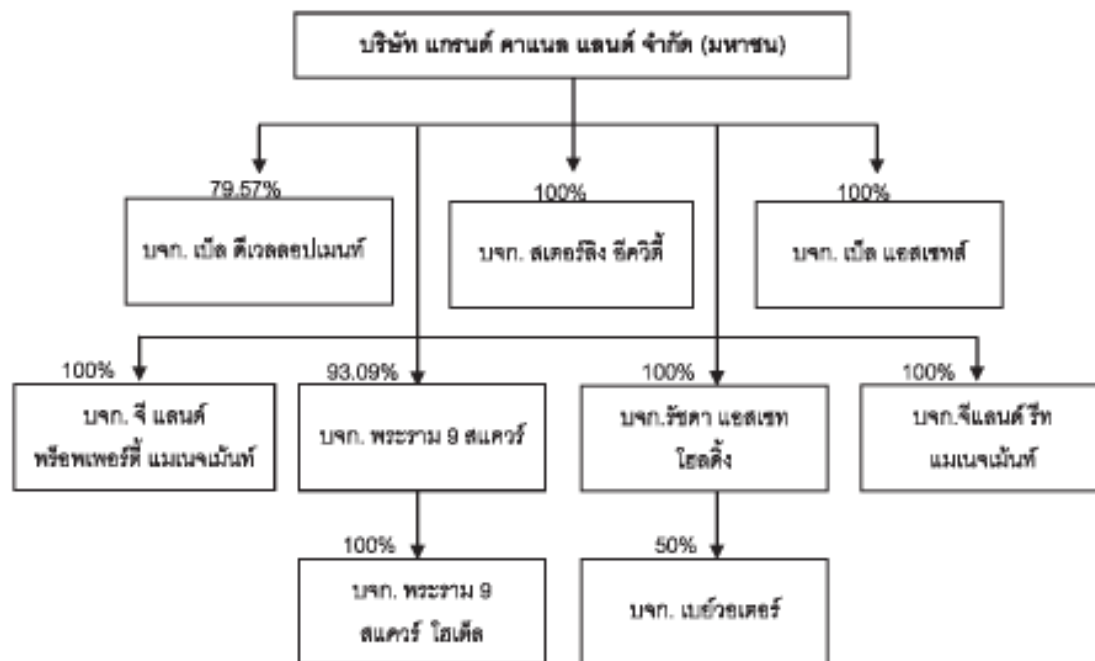 บริษัท แกรนด์ คาแนล แลนด์ จำกัด (มหาชน)
79.57%
100%
100%
บจก. เบ็ล ดีเวลลอปเมนท์
บจก. สเตอร์ลิง อีควิตี้
บจก. เบ็ล แอสเซทส์
100%
93.09%
100%
100%
บจก. จี แลนด์
พร็อพเพอร์ตี้ แมเนจเม้นท์
บจก. พระราม 9 สแควร์
บจก.รัชดา แอสเซท
โฮลดิ้ง
บจก.จีแลนด์ รีท
แมเนจเม้นท์
100%
50%
บจก. พระราม 9
สแควร์ โฮเต็ล
บจก. เบย์วอเตอร์